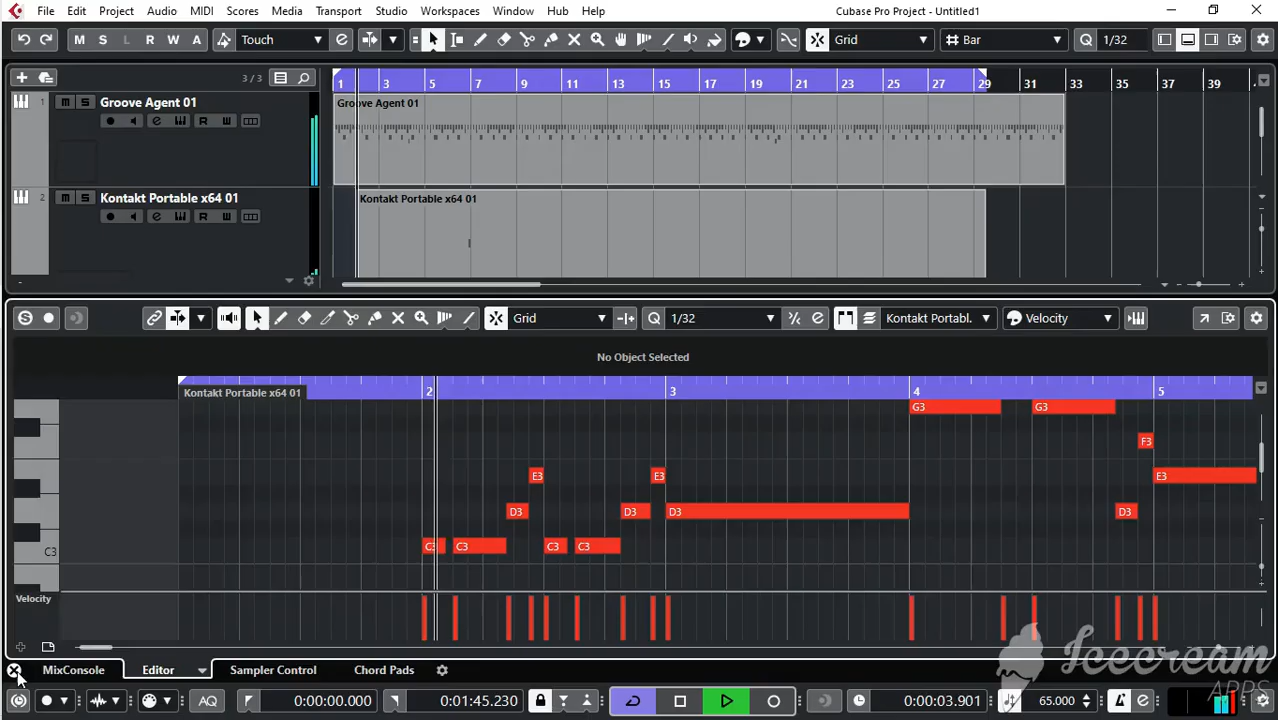 File Edit Project Audio MIDI Scores Media Transport Studio Workspaces Window Hub Help Cubase Pro Project - Untitled1
M S L R W A Touch Grid Bar Q 1/32
3 / 3 1 3 5 7 9 11 13 15 17 19 21 23 25 27 29 31 33 35 37 39
1 m S Groove Agent 01 Groove Agent 01
R W
2 m S Kontakt Portable x64 01 Kontakt Portable x64 01
R W
Grid Q 1/32 Kontakt Portabl. Velocity
No Object Selected
Kontakt Portable x64 01 2 3 4 5
G3 G3
F3
E3 E3 E3
D3 D3 D3 D3
C3 C3 C3 C3 C3
Velocity
MixConsole Editor Sampler Control Chord Pads
Icecream
APPS
AQ 0:00:00.000 0:01:45.230 0:00:03.901 65.000